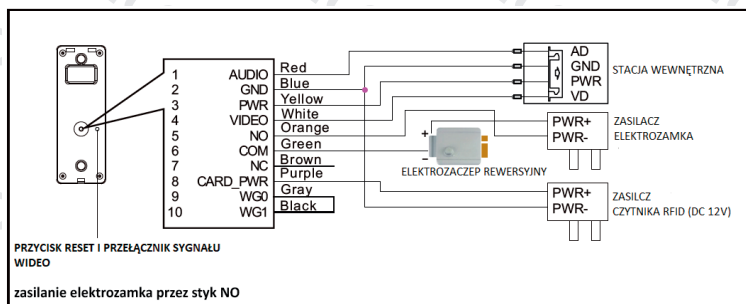 1 AUDIO Red
2 GND Blue
3 PWR Yellow
4 VIDEO White
5 NO Orange
6 COM Green
7 NC Brown
8 CARD_PWR Purple
9 WG0 Gray
10 WG1 Black
AD
GND
PWR
VD
STACJA WEWNĘTRZNA
PWR+
PWR-
ZASILACZ
ELEKTROZAMKA
+
−
ELEKTROZACZEP REWERSYJNY
PWR+
PWR-
ZASILCZ
CZYTNIKA RFID (DC 12V)
PRZYCISK RESET I PRZEŁĄCZNIK SYGNAŁU
WIDEO
zasilanie elektrozamka przez styk NO